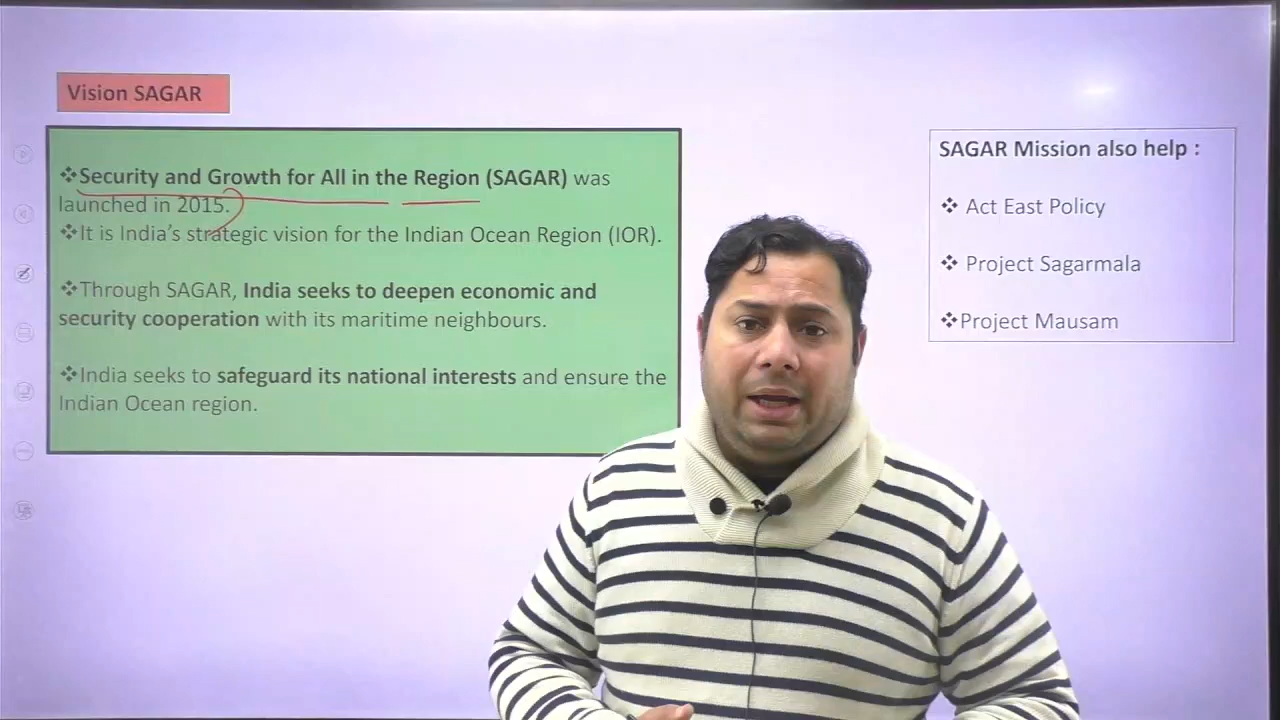 Vision SAGAR
❖Security and Growth for All in the Region (SAGAR) was
launched in 2015.
❖It is India's strategic vision for the Indian Ocean Region (IOR).
❖Through SAGAR, India seeks to deepen economic and
security cooperation with its maritime neighbours.
❖India seeks to safeguard its national interests and ensure the
Indian Ocean region.
SAGAR Mission also help :
❖ Act East Policy
❖ Project Sagarmala
❖Project Mausam